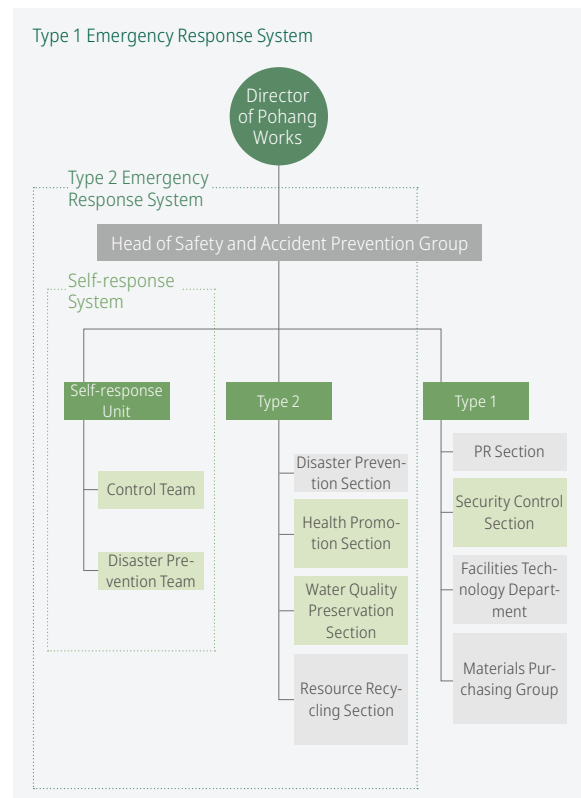 Type 1 Emergency Response System
Director
of Pohang
Works
Type 2 Emergency
Response System
Head of Safety and Accident Prevention Group
Self-response
System
Self-response
Unit
Control Team
Disaster Pre-
vention Team
Type 2
Disaster Preven-
tion Section
Health Promo-
tion Section
Water Quality
Preservation
Section
Resource Recy-
cling Section
Type 1
PR Section
Security Control
Section
Facilities Tech-
nology Depart-
ment
Materials Pur-
chasing Group